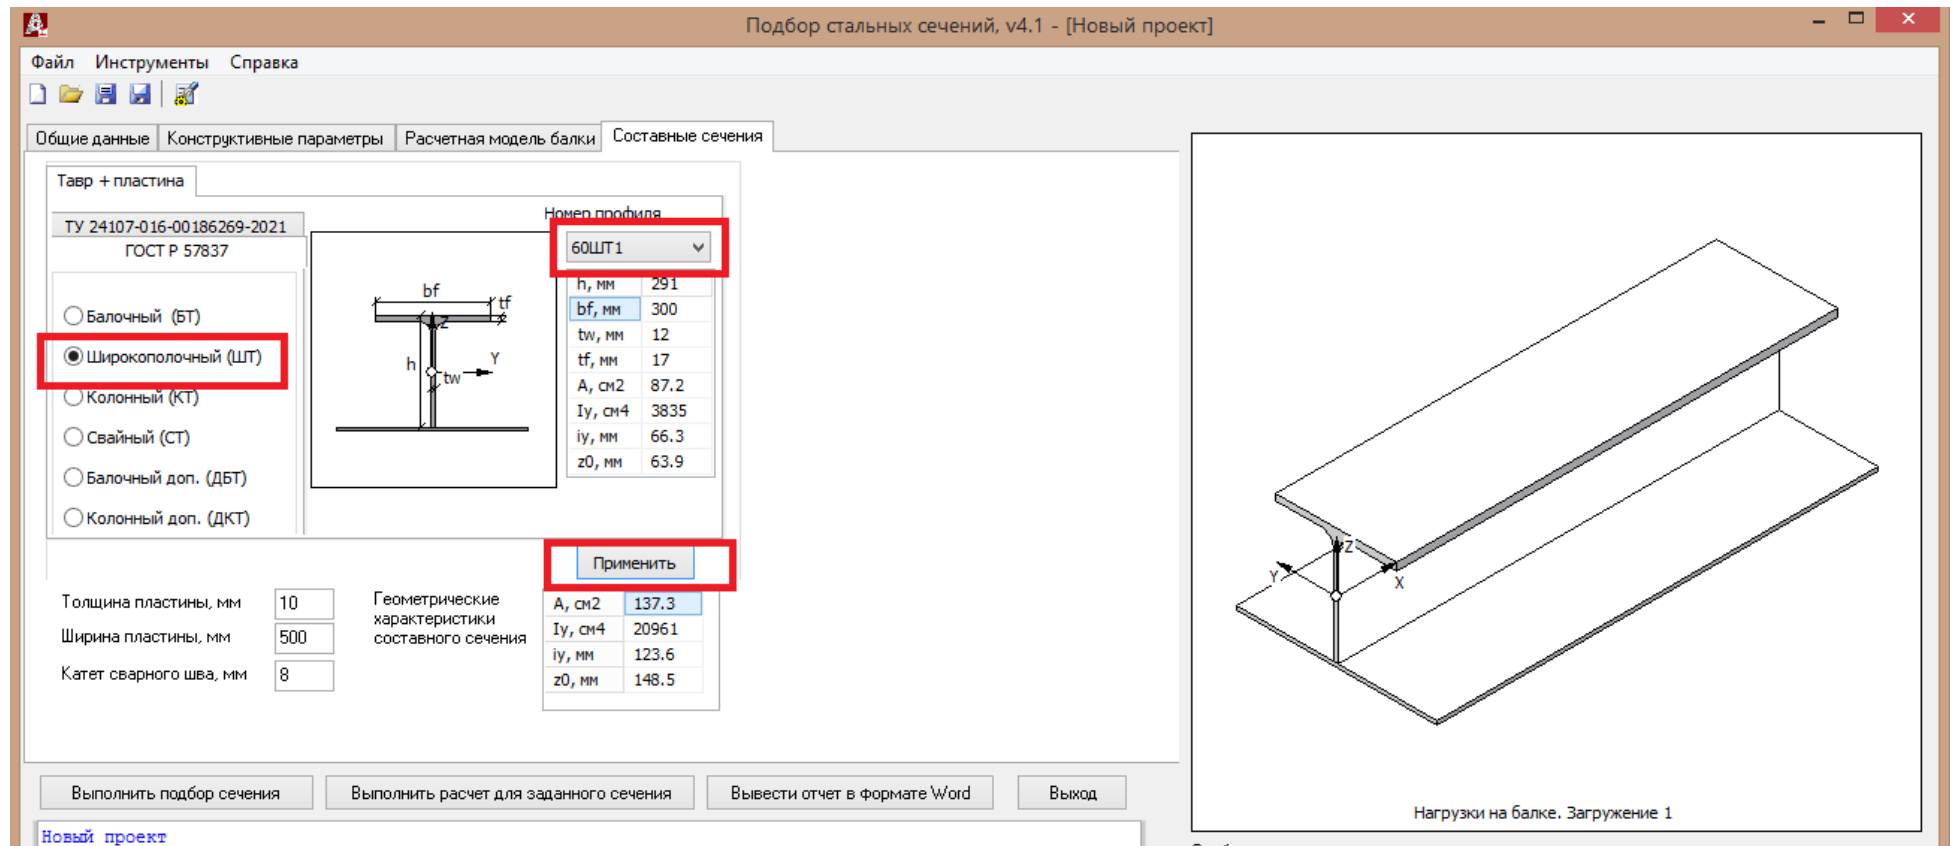 Подбор стальных сечений, v4.1 - [Новый проект]
Файл Инструменты Справка
Общие данные Конструктивные параметры Расчетная модель балки Составные сечения
Тавр + пластина
ТУ 24107-016-00186269-2021
ГОСТ Р 57837
Балочный (БТ)
Широкополочный (ШТ)
Колонный (КТ)
Свайный (СТ)
Балочный доп. (ДБТ)
Колонный доп. (ДКТ)
bf
tf
Z
h
Y
tw
Номер профиля
60ШТ1
h, мм 291
bf, мм 300
tw, мм 12
tf, мм 17
A, см2 87.2
Iy, см4 3835
iy, мм 66.3
z0, мм 63.9
Применить
Толщина пластины, мм 10
Ширина пластины, мм 500
Катет сварного шва, мм 8
Геометрические
характеристики
составного сечения
A, см2 137.3
Iy, см4 20961
iy, мм 123.6
z0, мм 148.5
Выполнить подбор сечения Выполнить расчет для заданного сечения Вывести отчет в формате Word Выход
Новый проект
Z
Y
X
Нагрузки на балке. Загружение 1